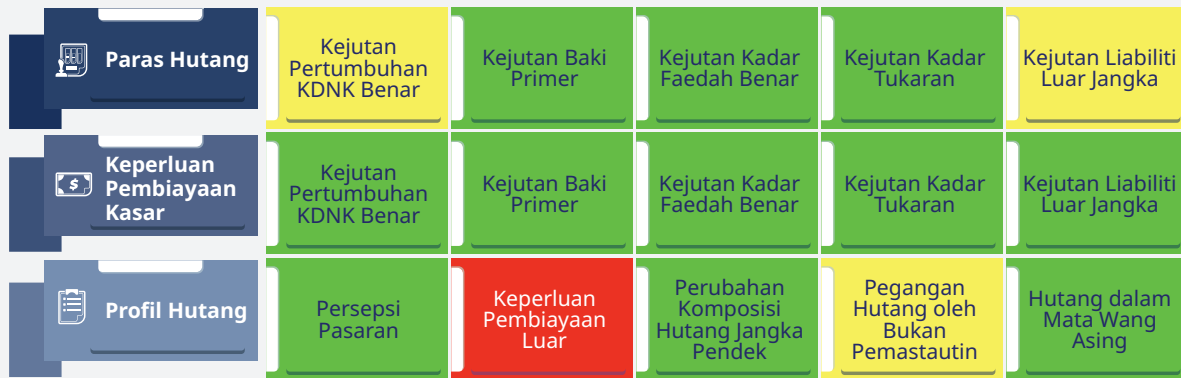 Paras Hutang
Kejutan
Pertumbuhan
KDNK Benar
Kejutan Baki
Primer
Kejutan Kadar
Faedah Benar
Kejutan Kadar
Tukaran
Kejutan Liabiliti
Luar Jangka
Keperluan
Pembiayaan
Kasar
Kejutan
Pertumbuhan
KDNK Benar
Kejutan Baki
Primer
Kejutan Kadar
Faedah Benar
Kejutan Kadar
Tukaran
Kejutan Liabiliti
Luar Jangka
Profil Hutang
Persepsi
Pasaran
Keperluan
Pembiayaan
Luar
Perubahan
Komposisi
Hutang Jangka
Pendek
Pegangan
Hutang oleh
Bukan
Pemastautin
Hutang dalam
Mata Wang
Asing